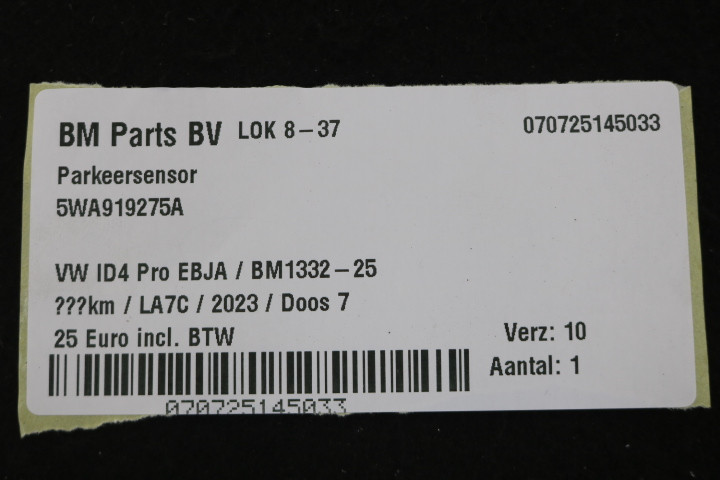 BM Parts BV LOK 8-37 070725145033
Parkeersensor
5WA919275A
VW ID4 Pro EBJA / BM1332-25
???km / LA7C / 2023 / Doos 7
25 Euro incl. BTW Verz: 10
Aantal: 1
070725145033